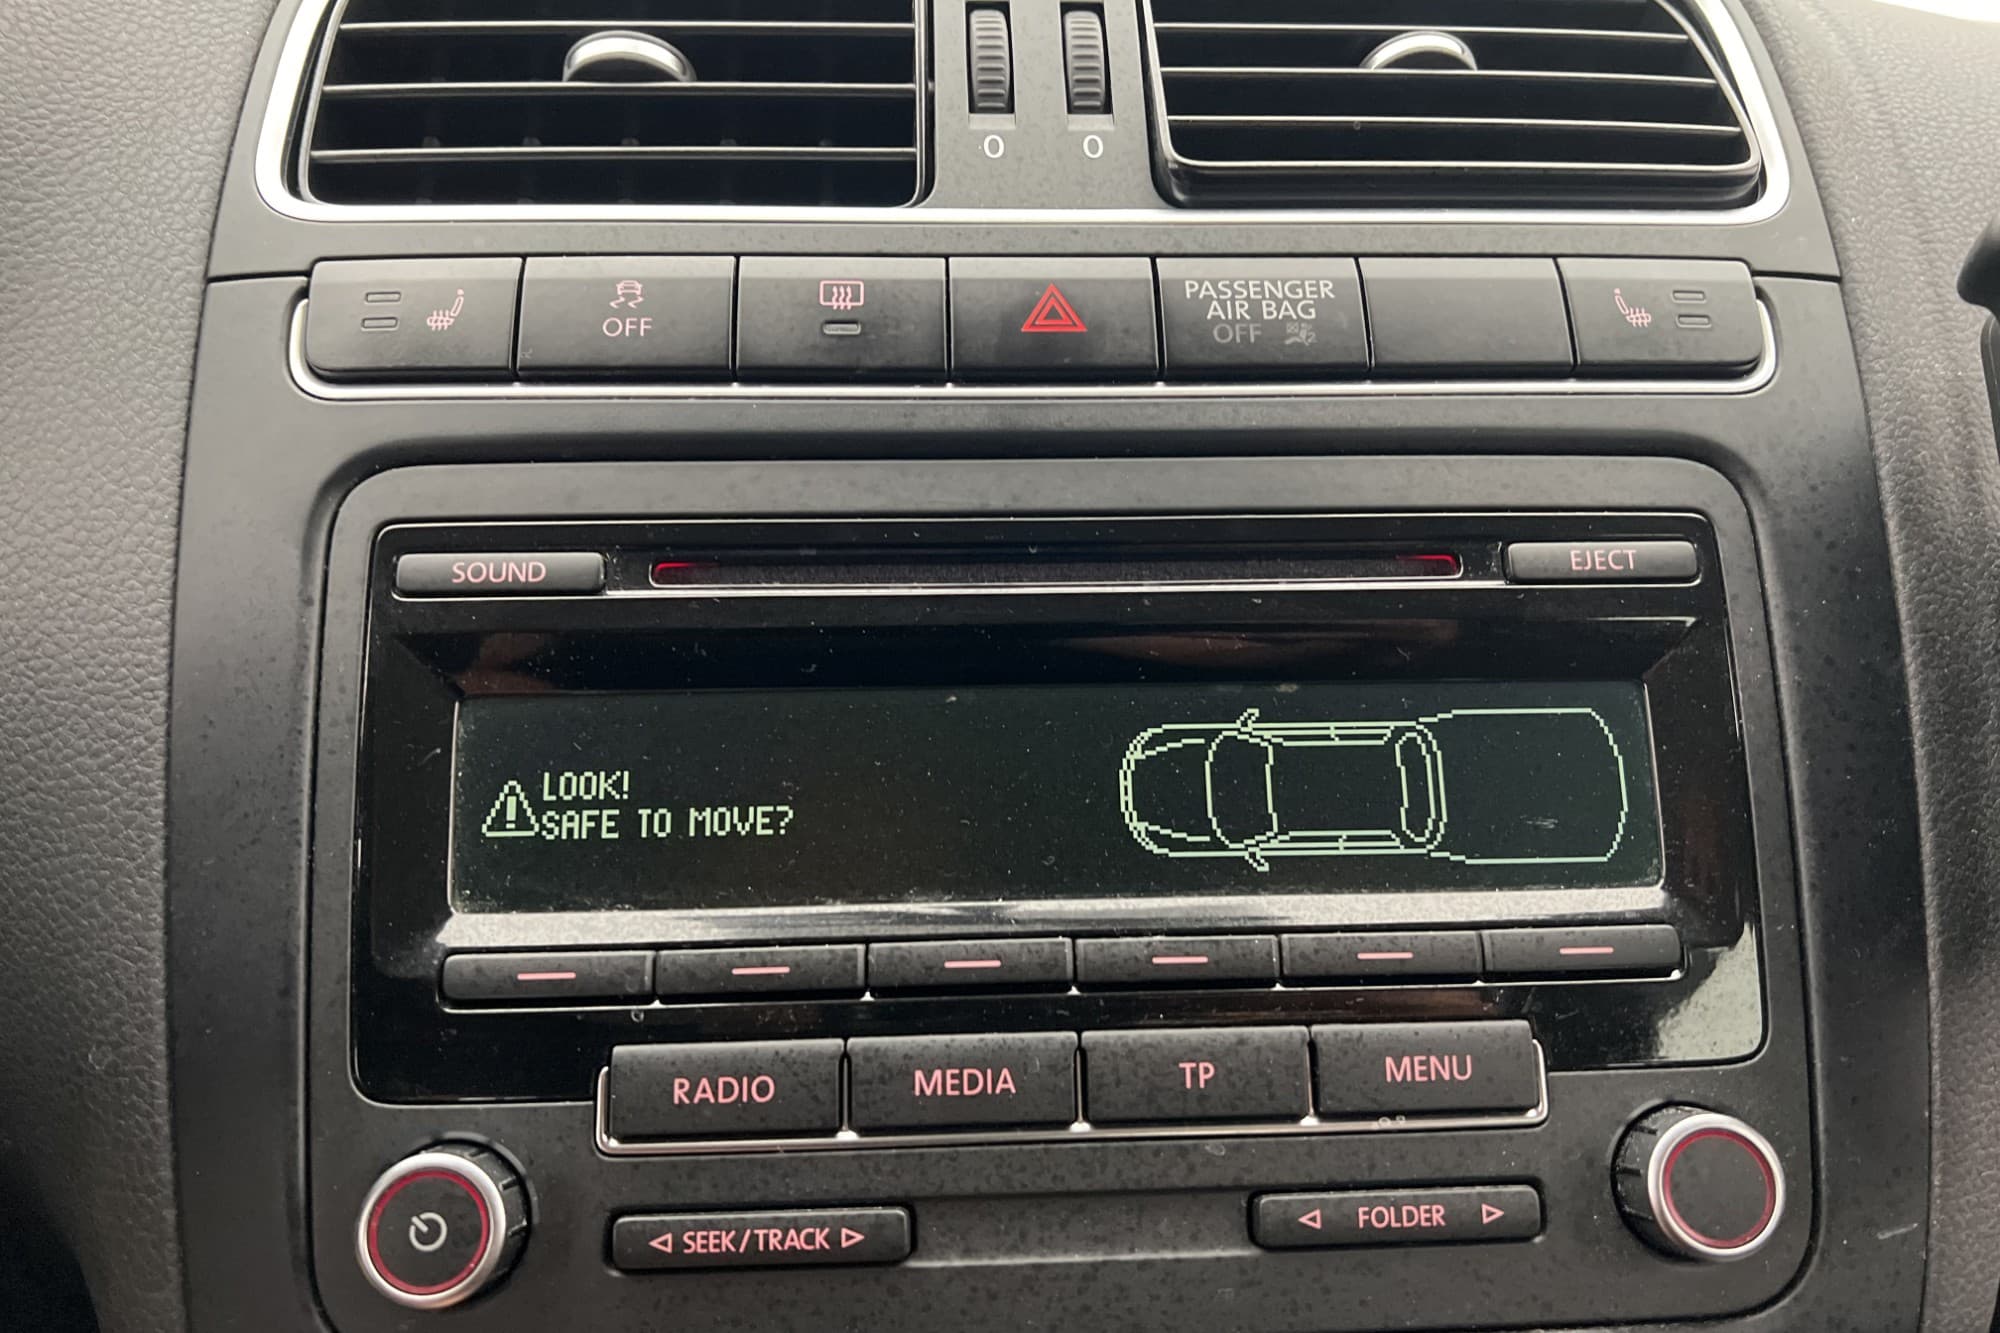 0 0
OFF
PASSENGER
AIR BAG
OFF
SOUND
EJECT
LOOK!
SAFE TO MOVE?
RADIO
MEDIA
TP
MENU
SEEK/TRACK
FOLDER